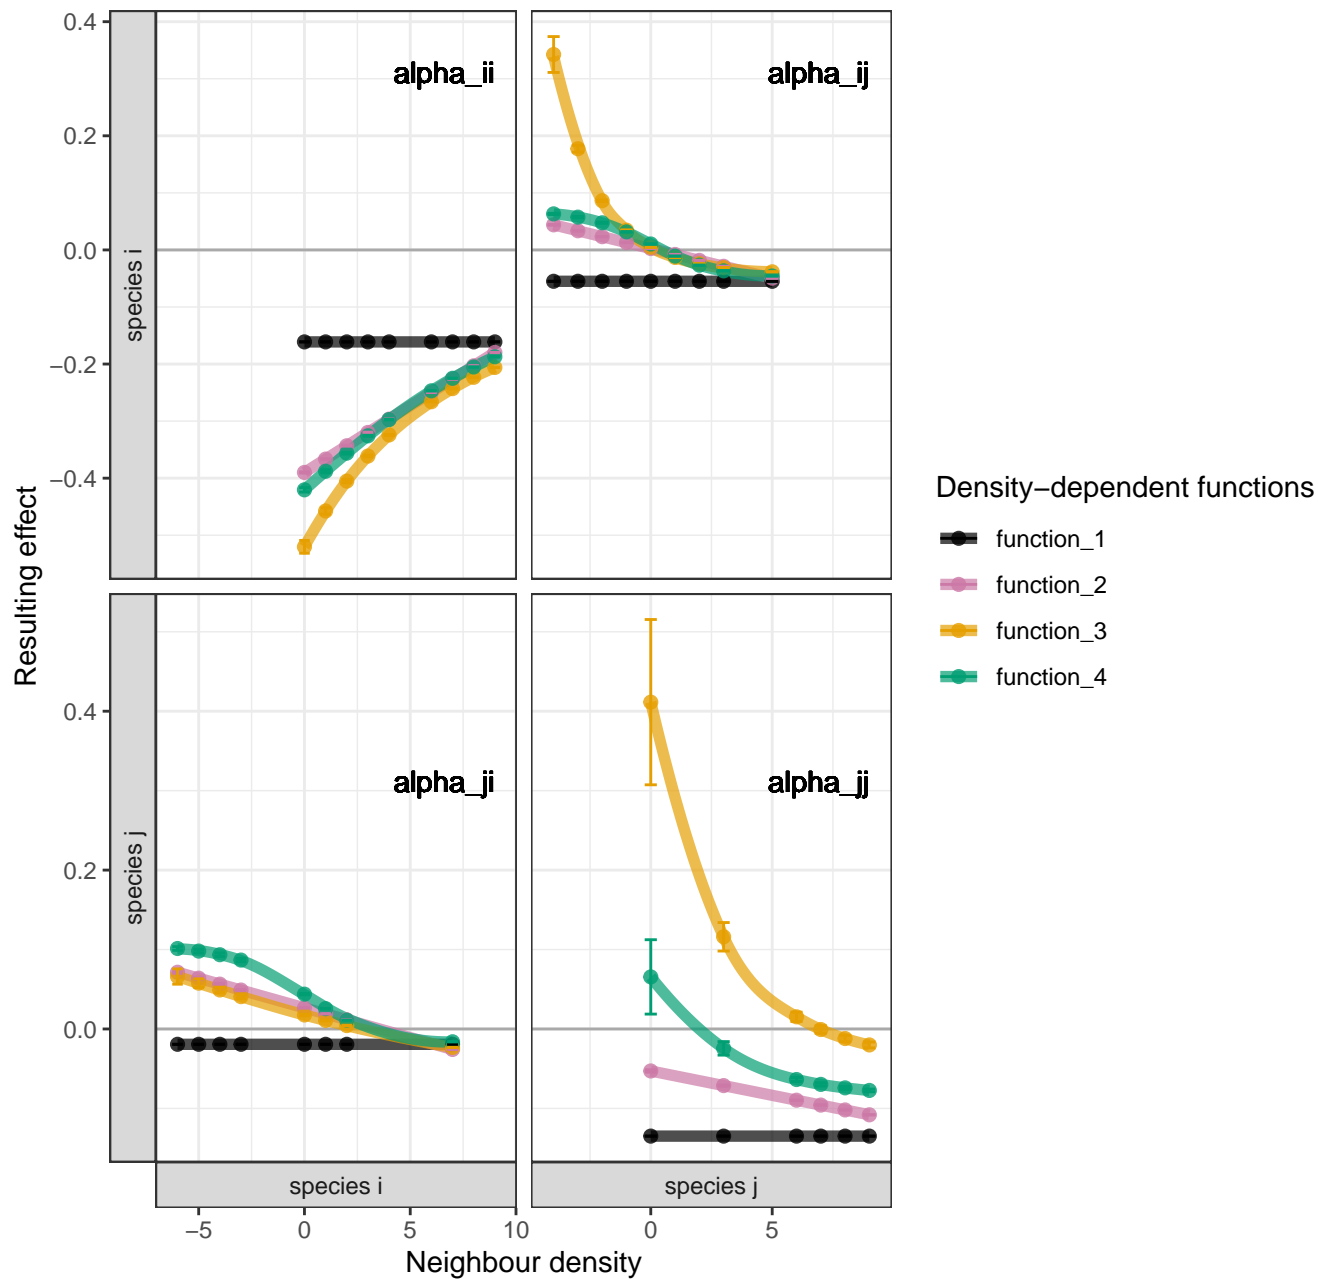 0.4
0.2
0.0
−0.2
−0.4
species i
alpha_ii
alpha_ij
Resulting effect
0.4
0.2
0.0
species j
alpha_ji
alpha_jj
species i
species j
−5
0
5
10
0
5
Neighbour density
Density−dependent functions
function_1
function_2
function_3
function_4